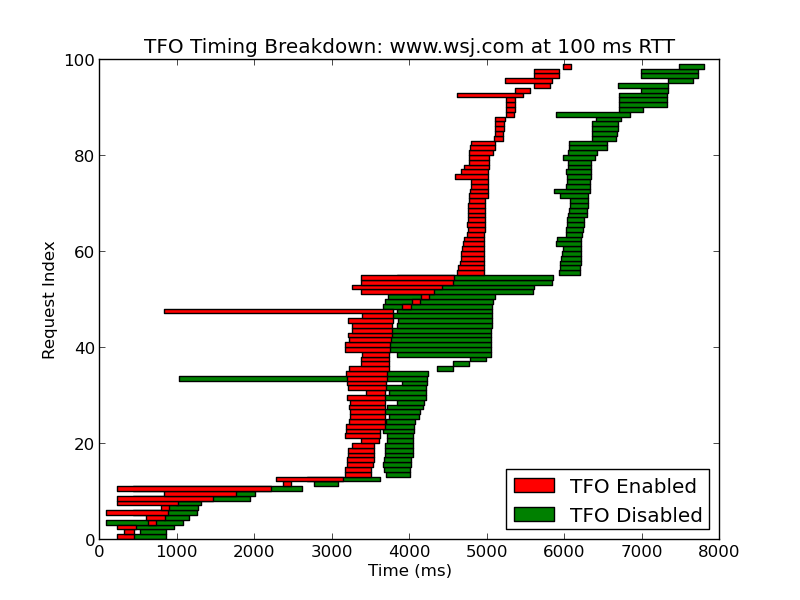 TFO Timing Breakdown: www.wsj.com at 100 ms RTT
100
80
60
40
20
0
Request Index
0 1000 2000 3000 4000 5000 6000 7000 8000
Time (ms)
TFO Enabled
TFO Disabled